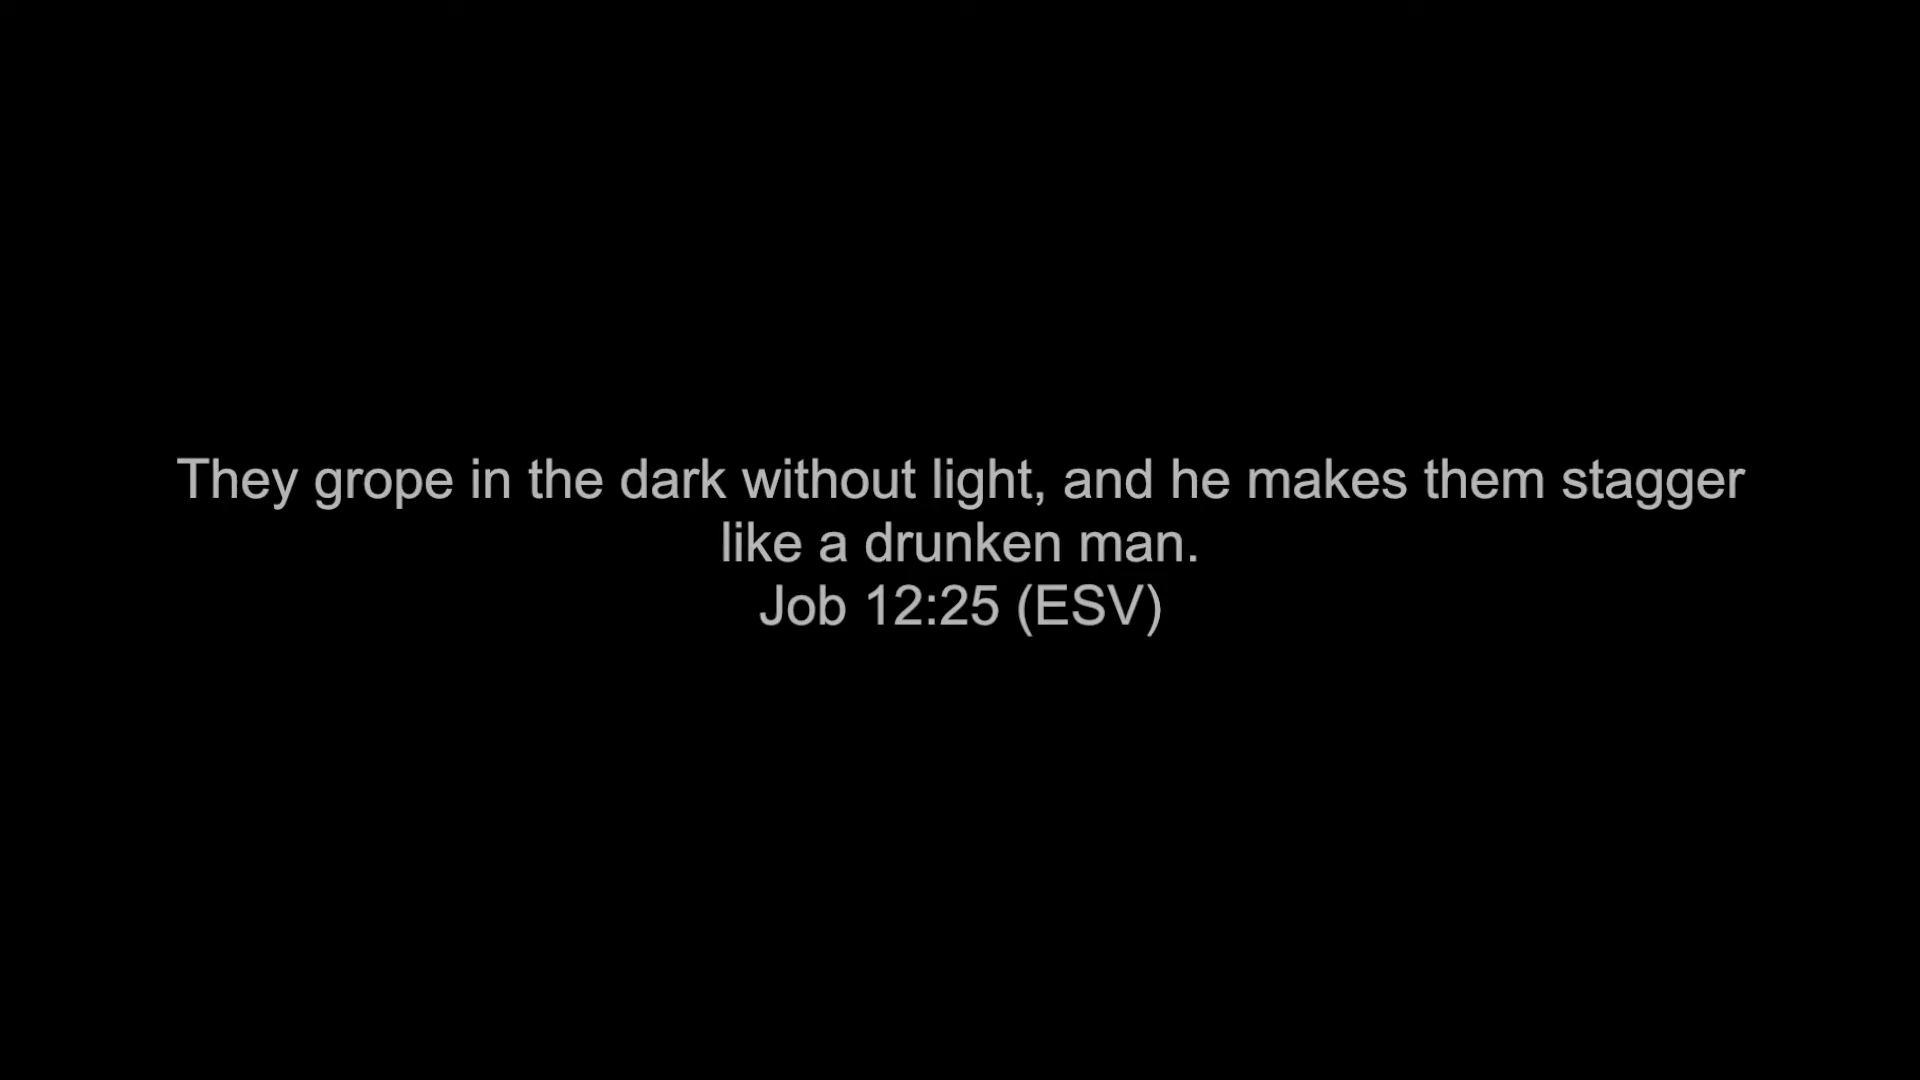 They grope in the dark without light, and he makes them stagger
like a drunken man.
Job 12:25 (ESV)